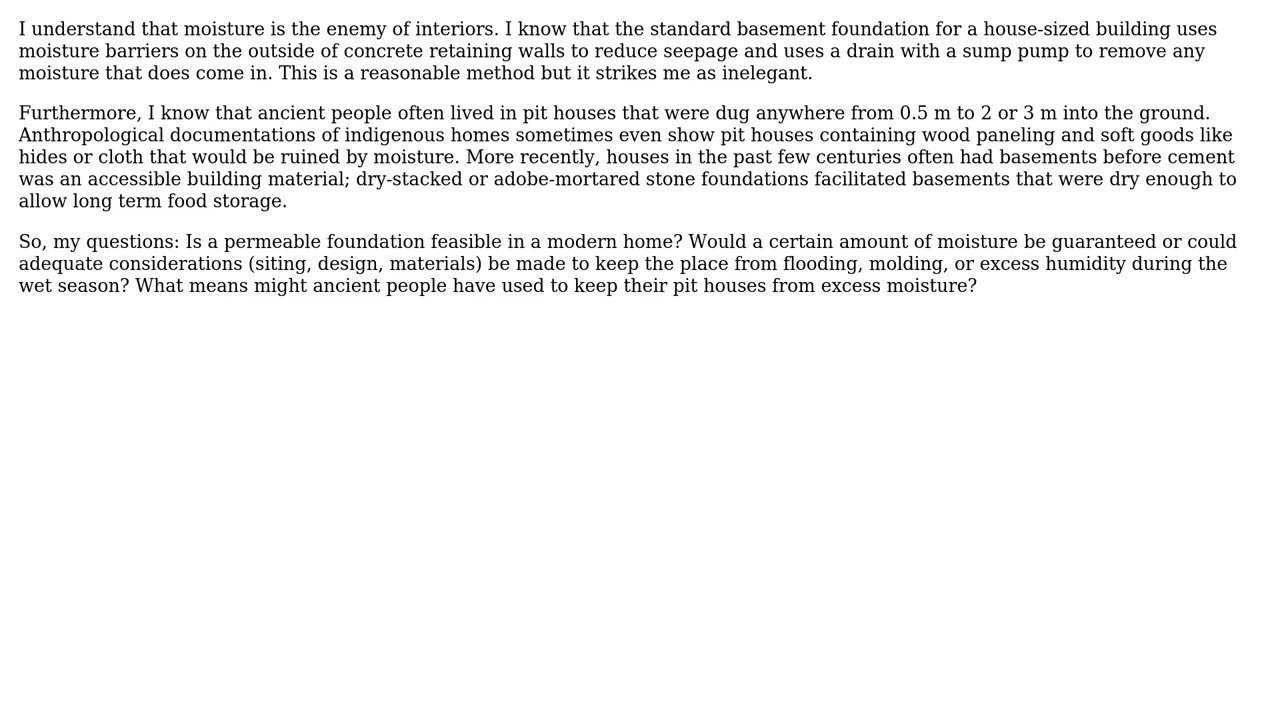 I understand that moisture is the enemy of interiors. I know that the standard basement foundation for a house-sized building uses
moisture barriers on the outside of concrete retaining walls to reduce seepage and uses a drain with a sump pump to remove any
moisture that does come in. This is a reasonable method but it strikes me as inelegant.
Furthermore, I know that ancient people often lived in pit houses that were dug anywhere from 0.5 m to 2 or 3 m into the ground.
Anthropological documentations of indigenous homes sometimes even show pit houses containing wood paneling and soft goods like
hides or cloth that would be ruined by moisture. More recently, houses in the past few centuries often had basements before cement
was an accessible building material; dry-stacked or adobe-mortared stone foundations facilitated basements that were dry enough to
allow long term food storage.
So, my questions: Is a permeable foundation feasible in a modern home? Would a certain amount of moisture be guaranteed or could
adequate considerations (siting, design, materials) be made to keep the place from flooding, molding, or excess humidity during the
wet season? What means might ancient people have used to keep their pit houses from excess moisture?